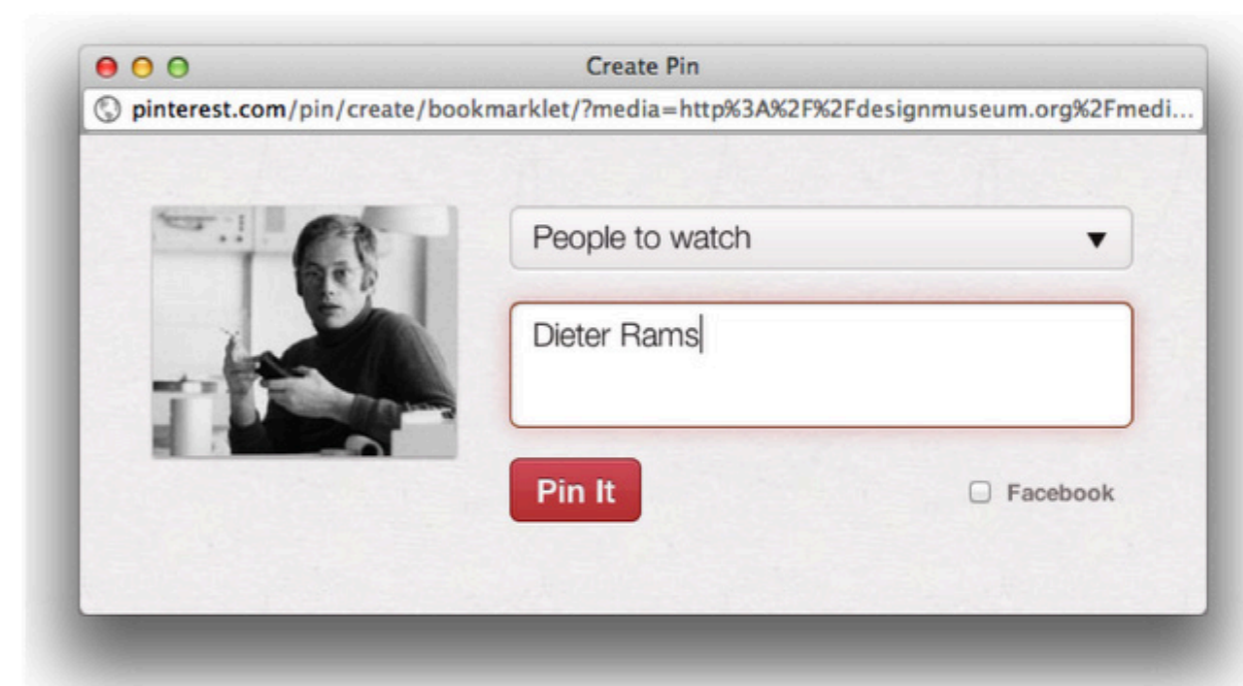 Create Pin
pinterest.com/pin/create/bookmarklet/?media=http%3A%2F%2Fdesignmuseum.org%2Fmedi...
People to watch
Dieter Rams
Pin It
Facebook